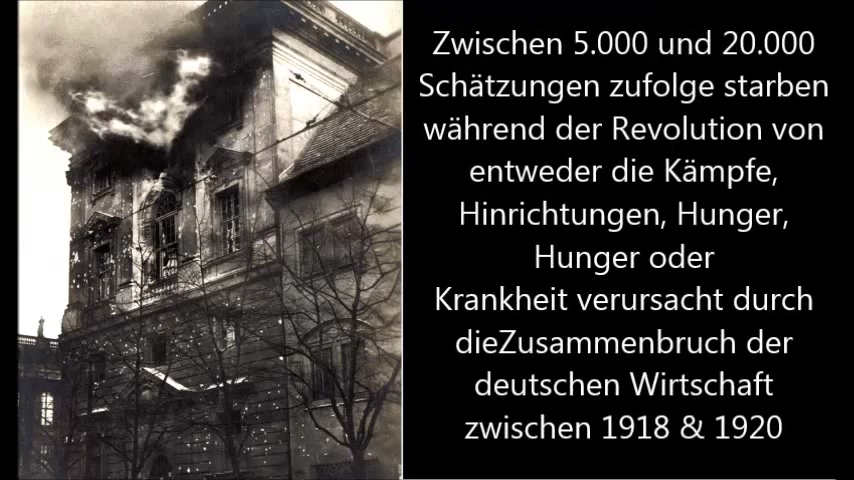 Zwischen 5.000 und 20.000
Schätzungen zufolge starben
während der Revolution von
entweder die Kämpfe,
Hinrichtungen, Hunger,
Hunger oder
Krankheit verursacht durch
dieZusammenbruch der
deutschen Wirtschaft
zwischen 1918 & 1920